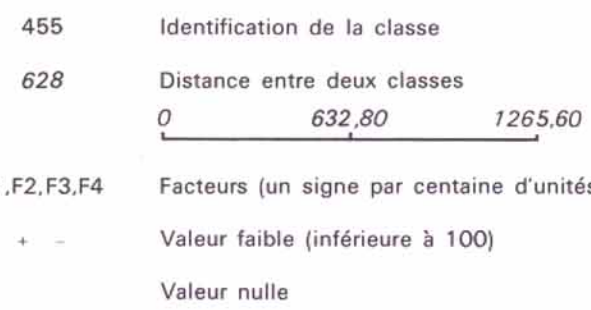 455 Identification de la classe
628 Distance entre deux classes
0 632,80 1265,60
,F2,F3,F4 Facteurs (un signe par centaine d'unités
+ - Valeur faible (inférieure à 100)
Valeur nulle